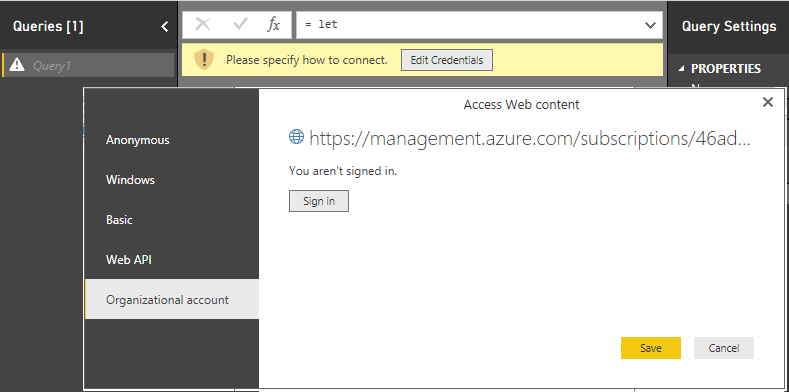 Queries [1]
fx
= let
Query Settings
Please specify how to connect.
Edit Credentials
Query1
PROPERTIES
Access Web content
Anonymous
Windows
Basic
Web API
Organizational account
https://management.azure.com/subscriptions/46ad...
You aren't signed in.
Sign in
Save
Cancel